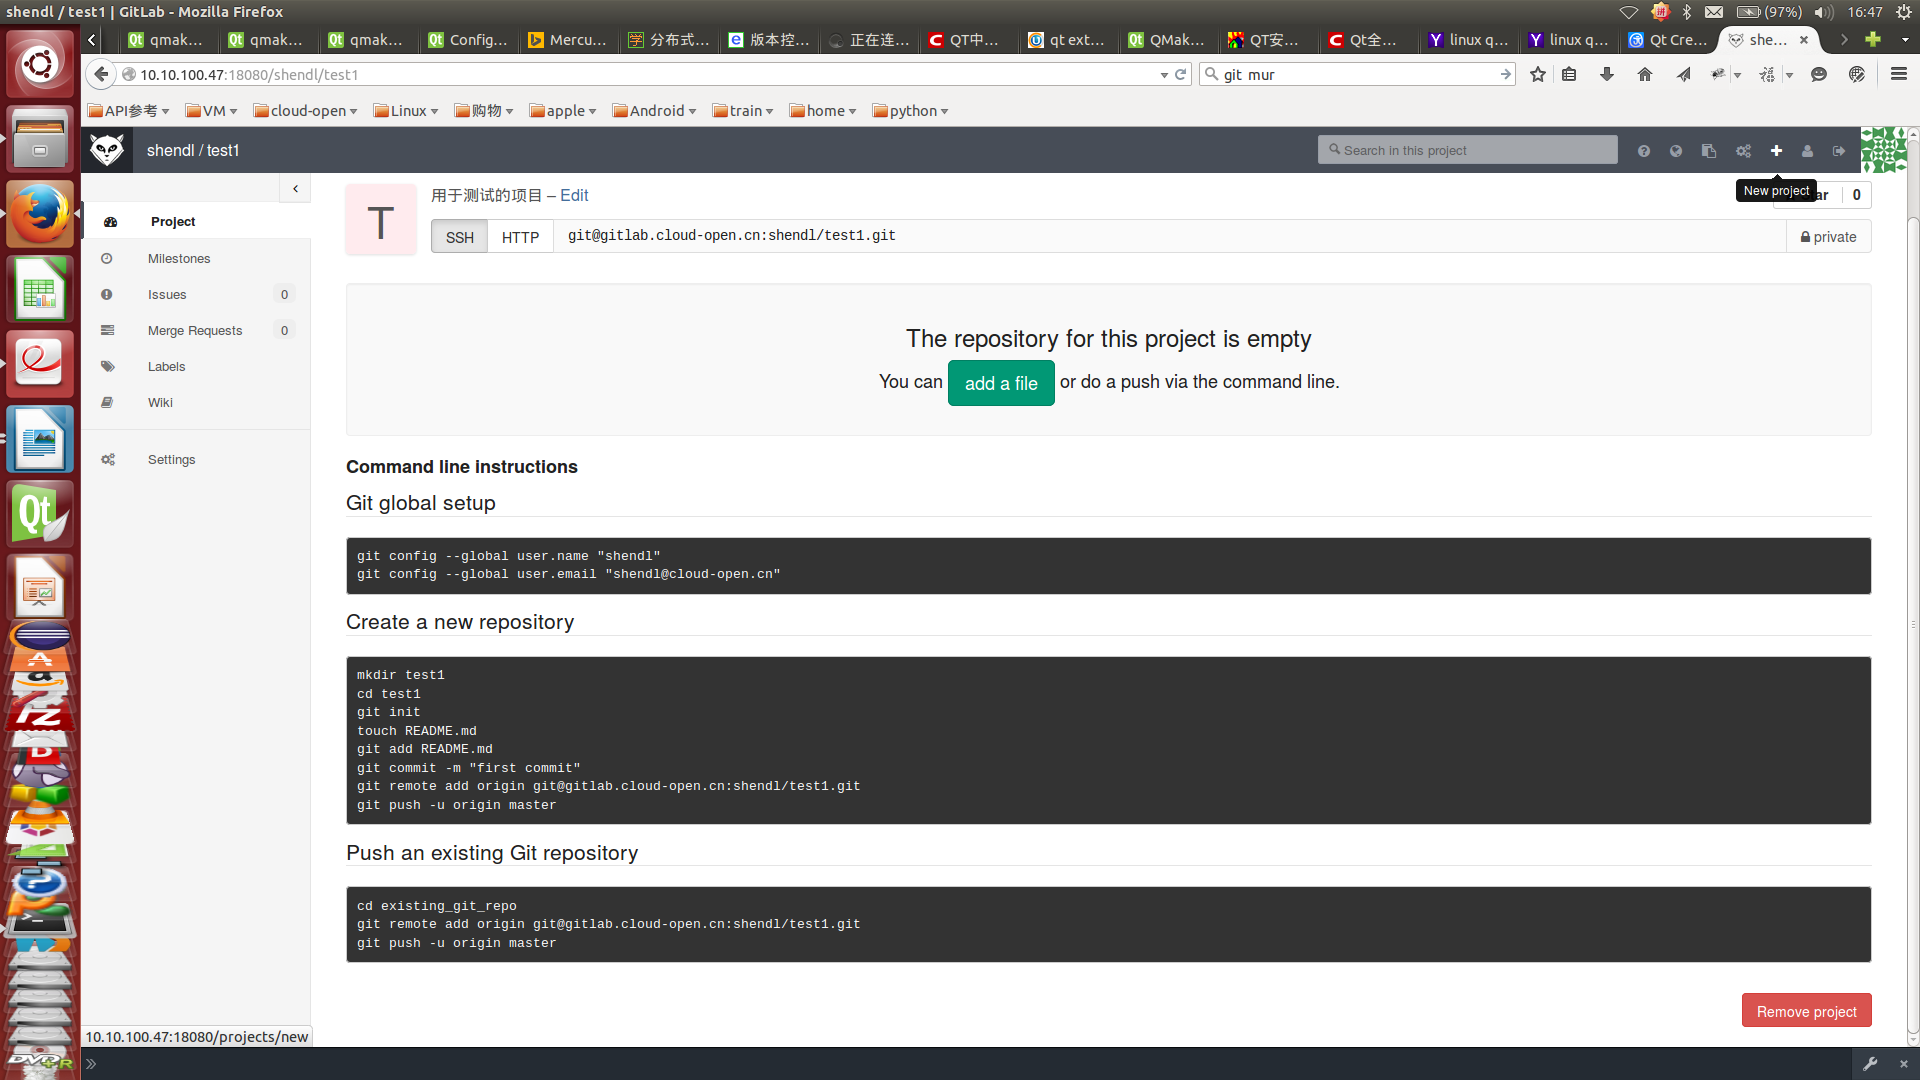 shendl / test1 | GitLab - Mozilla Firefox
(97%) 16:47
qmak... qmak... qmak... Config... Mercu... 分布式... 版本控... 正在连... QT中... qt ext... QMak... QT安... Qt全... linux q... linux q... Qt Cre... she...
10.10.100.47:18080/shendl/test1
git mur
API参考 VM cloud-open Linux 购物 apple Android train home python
shendl / test1
Search in this project
New project
0
Project
Milestones
Issues 0
Merge Requests 0
Labels
Wiki
Settings
T
用于测试的项目 – Edit
SSH HTTP git@gitlab.cloud-open.cn:shendl/test1.git private
The repository for this project is empty
You can add a file or do a push via the command line.
Command line instructions
Git global setup
git config --global user.name "shendl"
git config --global user.email "shendl@cloud-open.cn"
Create a new repository
mkdir test1
cd test1
git init
touch README.md
git add README.md
git commit -m "first commit"
git remote add origin git@gitlab.cloud-open.cn:shendl/test1.git
git push -u origin master
Push an existing Git repository
cd existing_git_repo
git remote add origin git@gitlab.cloud-open.cn:shendl/test1.git
git push -u origin master
Remove project
10.10.100.47:18080/projects/new